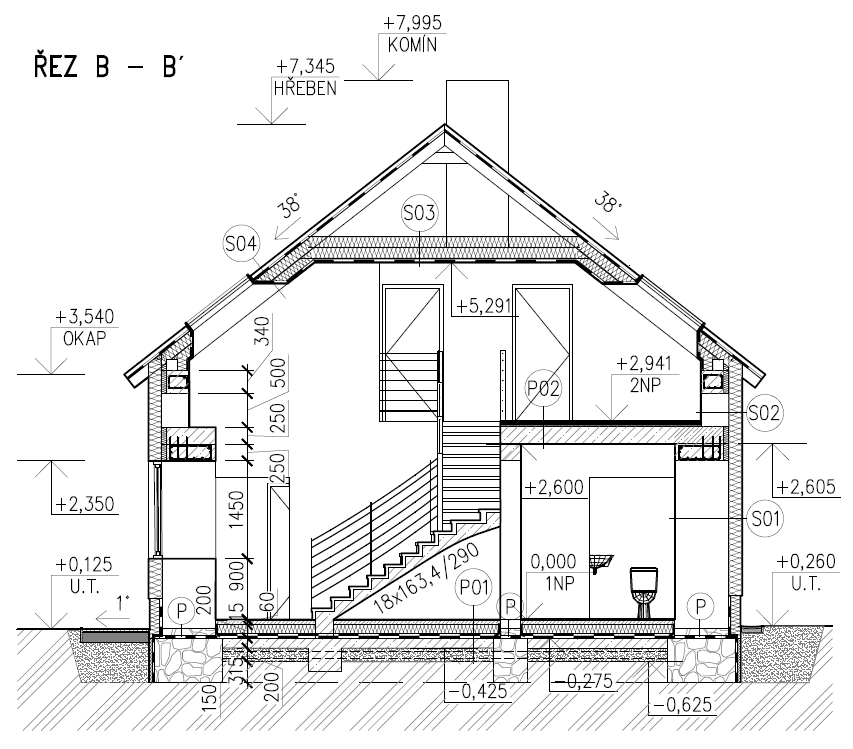 +7,995
KOMÍN
ŘEZ B – B´
+7,345
HŘEBEN
38°
38°
S03
S04
+5,291
+3,540
OKAP
340
+2,941
2NP
500
P02
250
S02
250
+2,350
1450
+2,600
+2,605
S01
+0,125
U.T.
1°
900
18x163,4/290
0,000
1NP
+0,260
U.T.
P01
200
60
15
P
P
P
315
150
200
-0,425
-0,275
-0,625